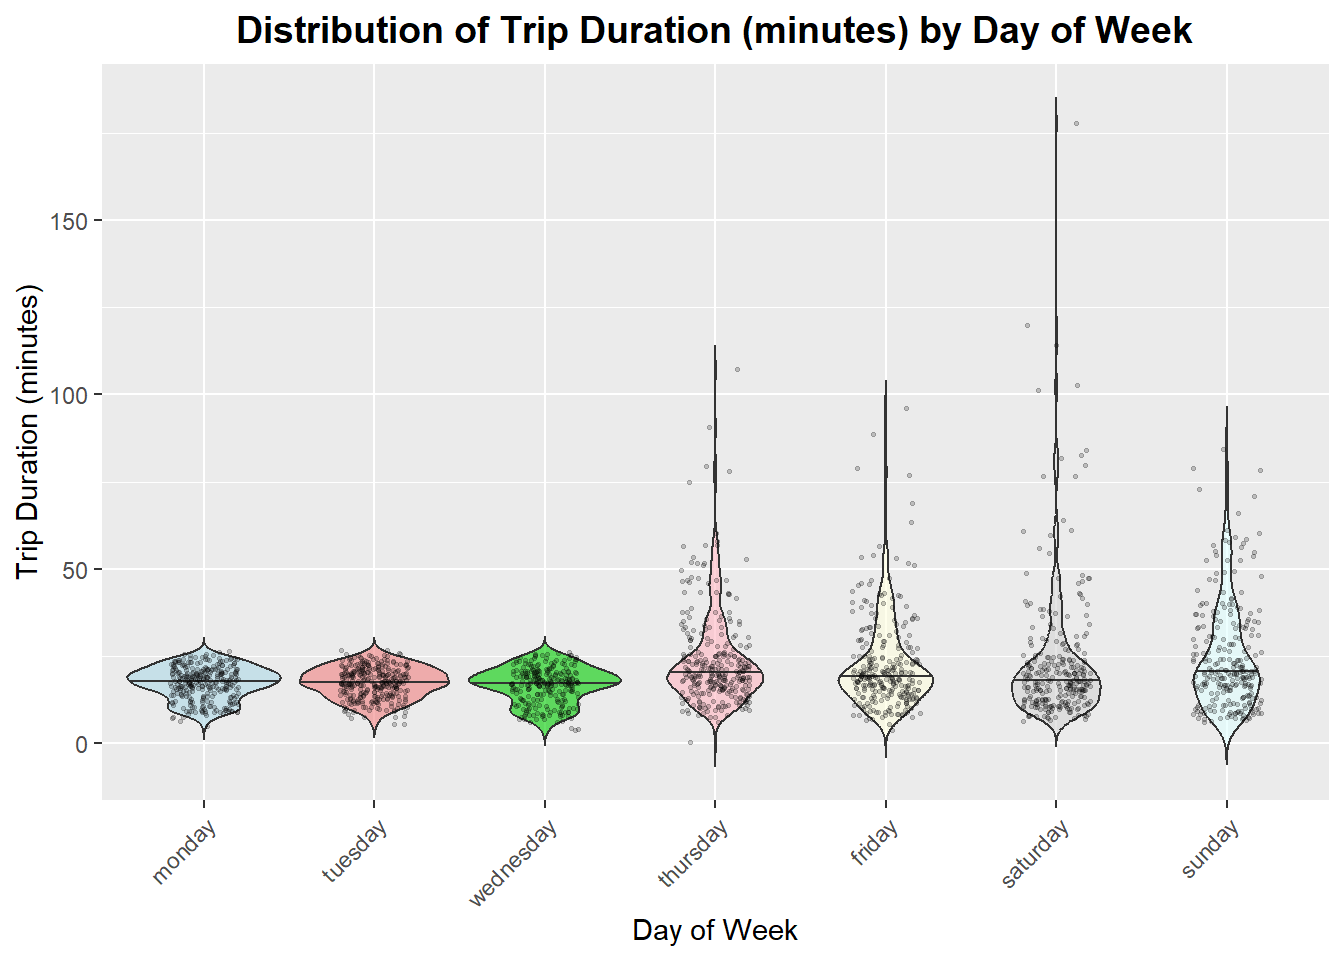 Distribution of Trip Duration (minutes) by Day of Week
Trip Duration (minutes)
150
100
50
0
monday
tuesday
wednesday
thursday
friday
saturday
sunday
Day of Week